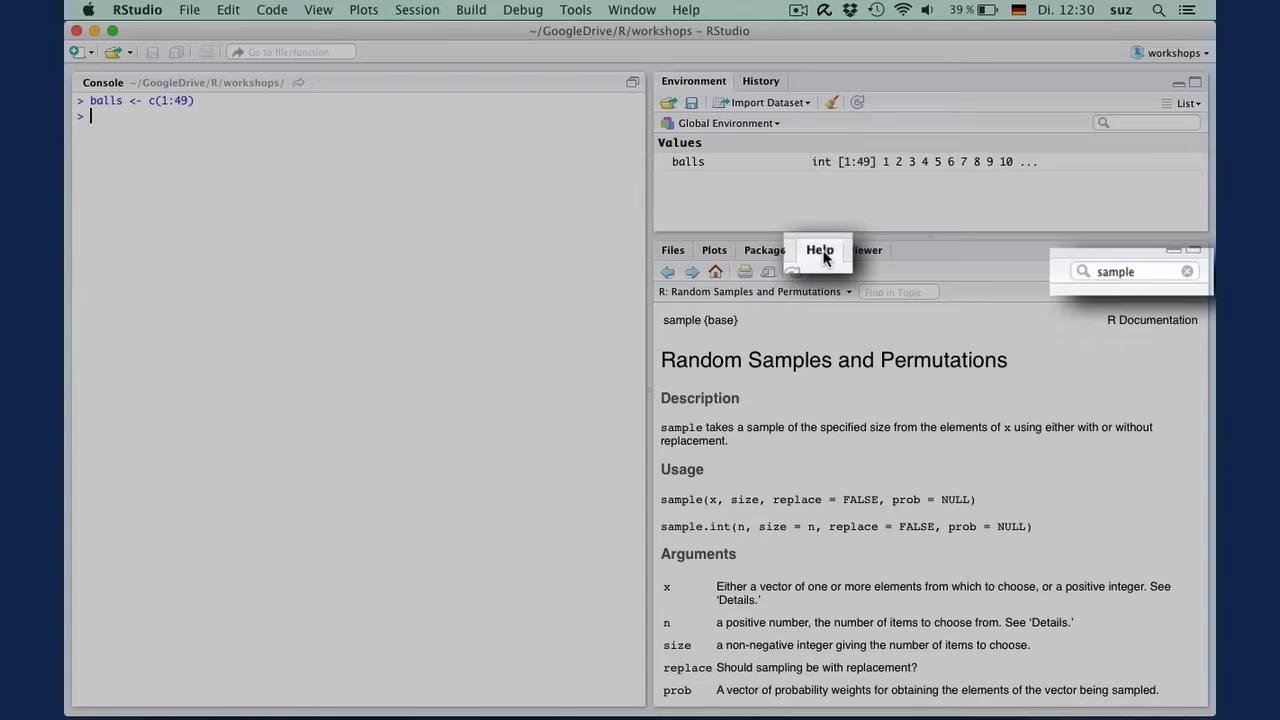 RStudio File Edit Code View Plots Session Build Debug Tools Window Help 39 % Di. 12:30 suz
~/GoogleDrive/R/workshops – RStudio
Go to file/function workshops
Console ~/GoogleDrive/R/workshops/
> balls <- c(1:49)
>
Environment History
Import Dataset List
Global Environment
Values
balls int [1:49] 1 2 3 4 5 6 7 8 9 10 ...
Files Plots Package Help Viewer
sample
R: Random Samples and Permutations Find in Topic
sample {base} R Documentation
Random Samples and Permutations
Description
sample takes a sample of the specified size from the elements of x using either with or without
replacement.
Usage
sample(x, size, replace = FALSE, prob = NULL)
sample.int(n, size = n, replace = FALSE, prob = NULL)
Arguments
x Either a vector of one or more elements from which to choose, or a positive integer. See
‘Details.’
n a positive number, the number of items to choose from. See ‘Details.’
size a non-negative integer giving the number of items to choose.
replace Should sampling be with replacement?
prob A vector of probability weights for obtaining the elements of the vector being sampled.